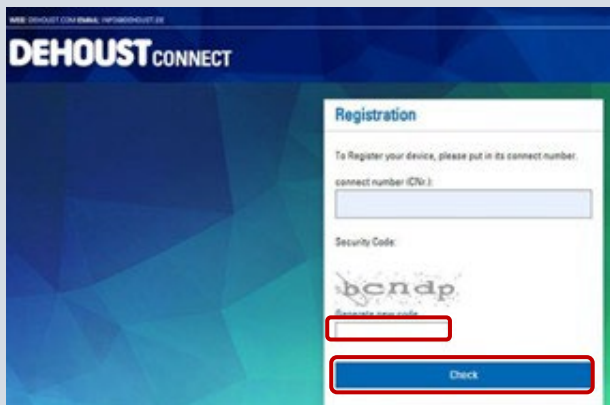 WEB: DEHOUST.COM EMAIL: INFO@DEHOUST.DE
DEHOUST CONNECT
Registration
To Register your device, please put in its connect number.
connect number (CNr.):
Security Code:
bcndp
Generate new code
Check